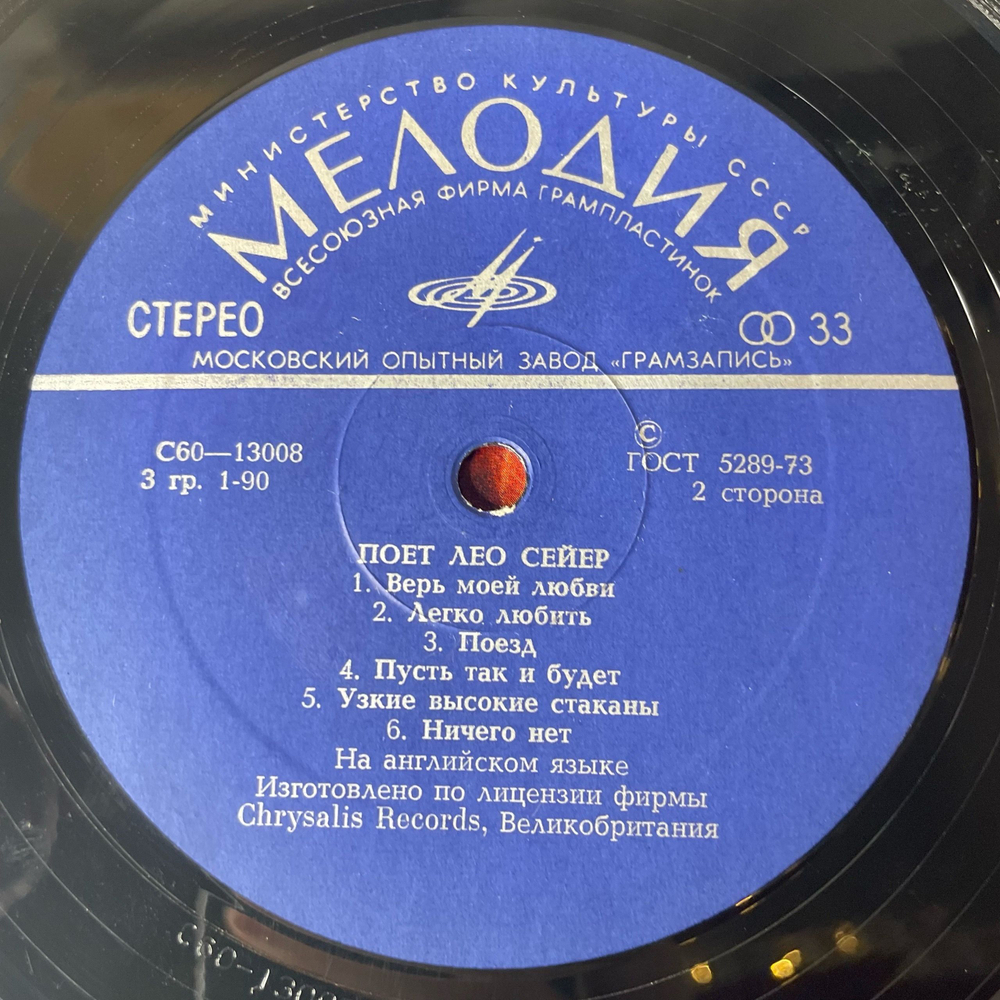 МИНИСТЕРСТВО КУЛЬТУРЫ СССР
МЕЛОДИЯ
ВСЕСОЮЗНАЯ ФИРМА ГРАМПЛАСТИНОК
СТЕРЕО
33
МОСКОВСКИЙ ОПЫТНЫЙ ЗАВОД «ГРАМЗАПИСЬ»
©
С60—13008
ГОСТ 5289-73
3 гр. 1-90
2 сторона
ПОЕТ ЛЕО СЕЙЕР
1. Верь моей любви
2. Легко любить
3. Поезд
4. Пусть так и будет
5. Узкие высокие стаканы
6. Ничего нет
На английском языке
Изготовлено по лицензии фирмы
Chrysalis Records, Великобритания